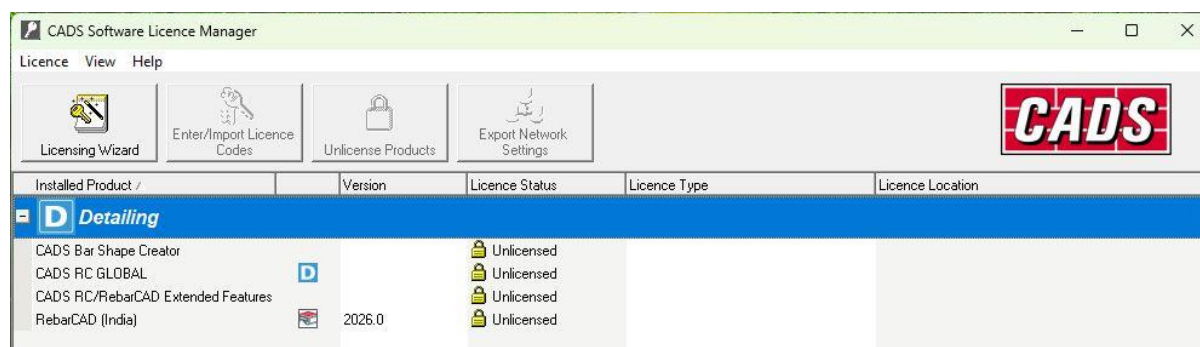 CADS Software Licence Manager
Licence View Help
Licensing Wizard
Enter/Import Licence
Codes
Unlicense Products
Export Network
Settings
CADS
Installed Product / Version Licence Status Licence Type Licence Location
D Detailing
CADS Bar Shape Creator Unlicensed
CADS RC GLOBAL D Unlicensed
CADS RC/RebarCAD Extended Features Unlicensed
RebarCAD (India) 2026.0 Unlicensed